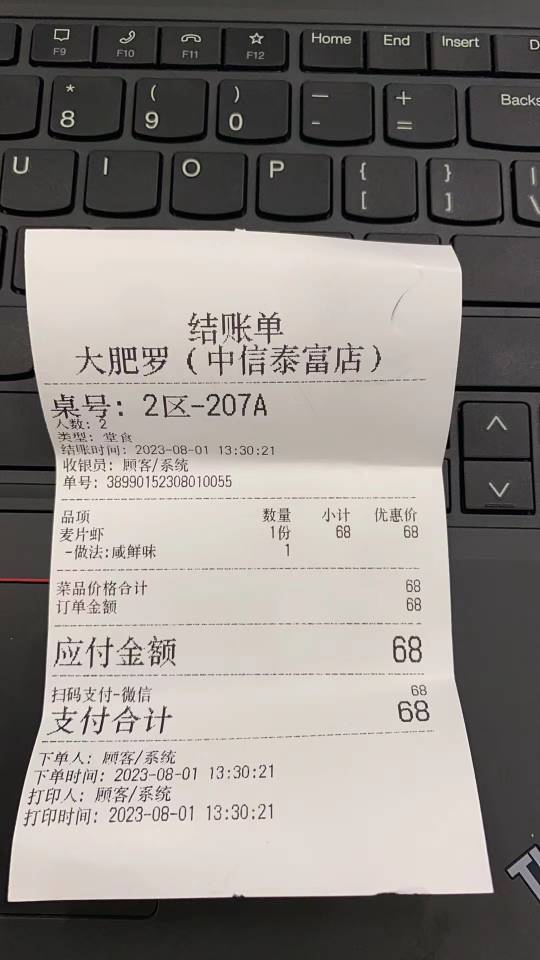 F9 F10 F11 F12 Home End Insert D
* ( ) — +
8 9 0 - = Backs
U I O P { } |
[ ] \
结账单
大肥罗（中信泰富店）
桌号: 2区-207A
人数: 2
类型: 堂食
结账时间: 2023-08-01 13:30:21
收银员: 顾客/系统
单号: 38990152308010055
品项 数量 小计 优惠价
麦片虾 1份 68 68
-做法:咸鲜味 1
菜品价格合计 68
订单金额 68
应付金额 68
扫码支付-微信 68
支付合计 68
下单人: 顾客/系统
下单时间: 2023-08-01 13:30:21
打印人: 顾客/系统
打印时间: 2023-08-01 13:30:21